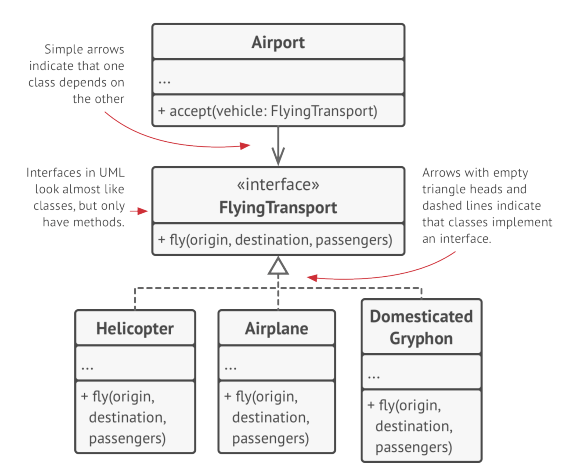 Airport
...
+ accept(vehicle: FlyingTransport)
Simple arrows
indicate that one
class depends on
the other
Interfaces in UML
look almost like
classes, but only
have methods.
«interface»
FlyingTransport
+ fly(origin, destination, passengers)
Arrows with empty
triangle heads and
dashed lines indicate
that classes implement
an interface.
Helicopter
...
+ fly(origin,
destination,
passengers)
Airplane
...
+ fly(origin,
destination,
passengers)
Domesticated
Gryphon
...
+ fly(origin,
destination,
passengers)